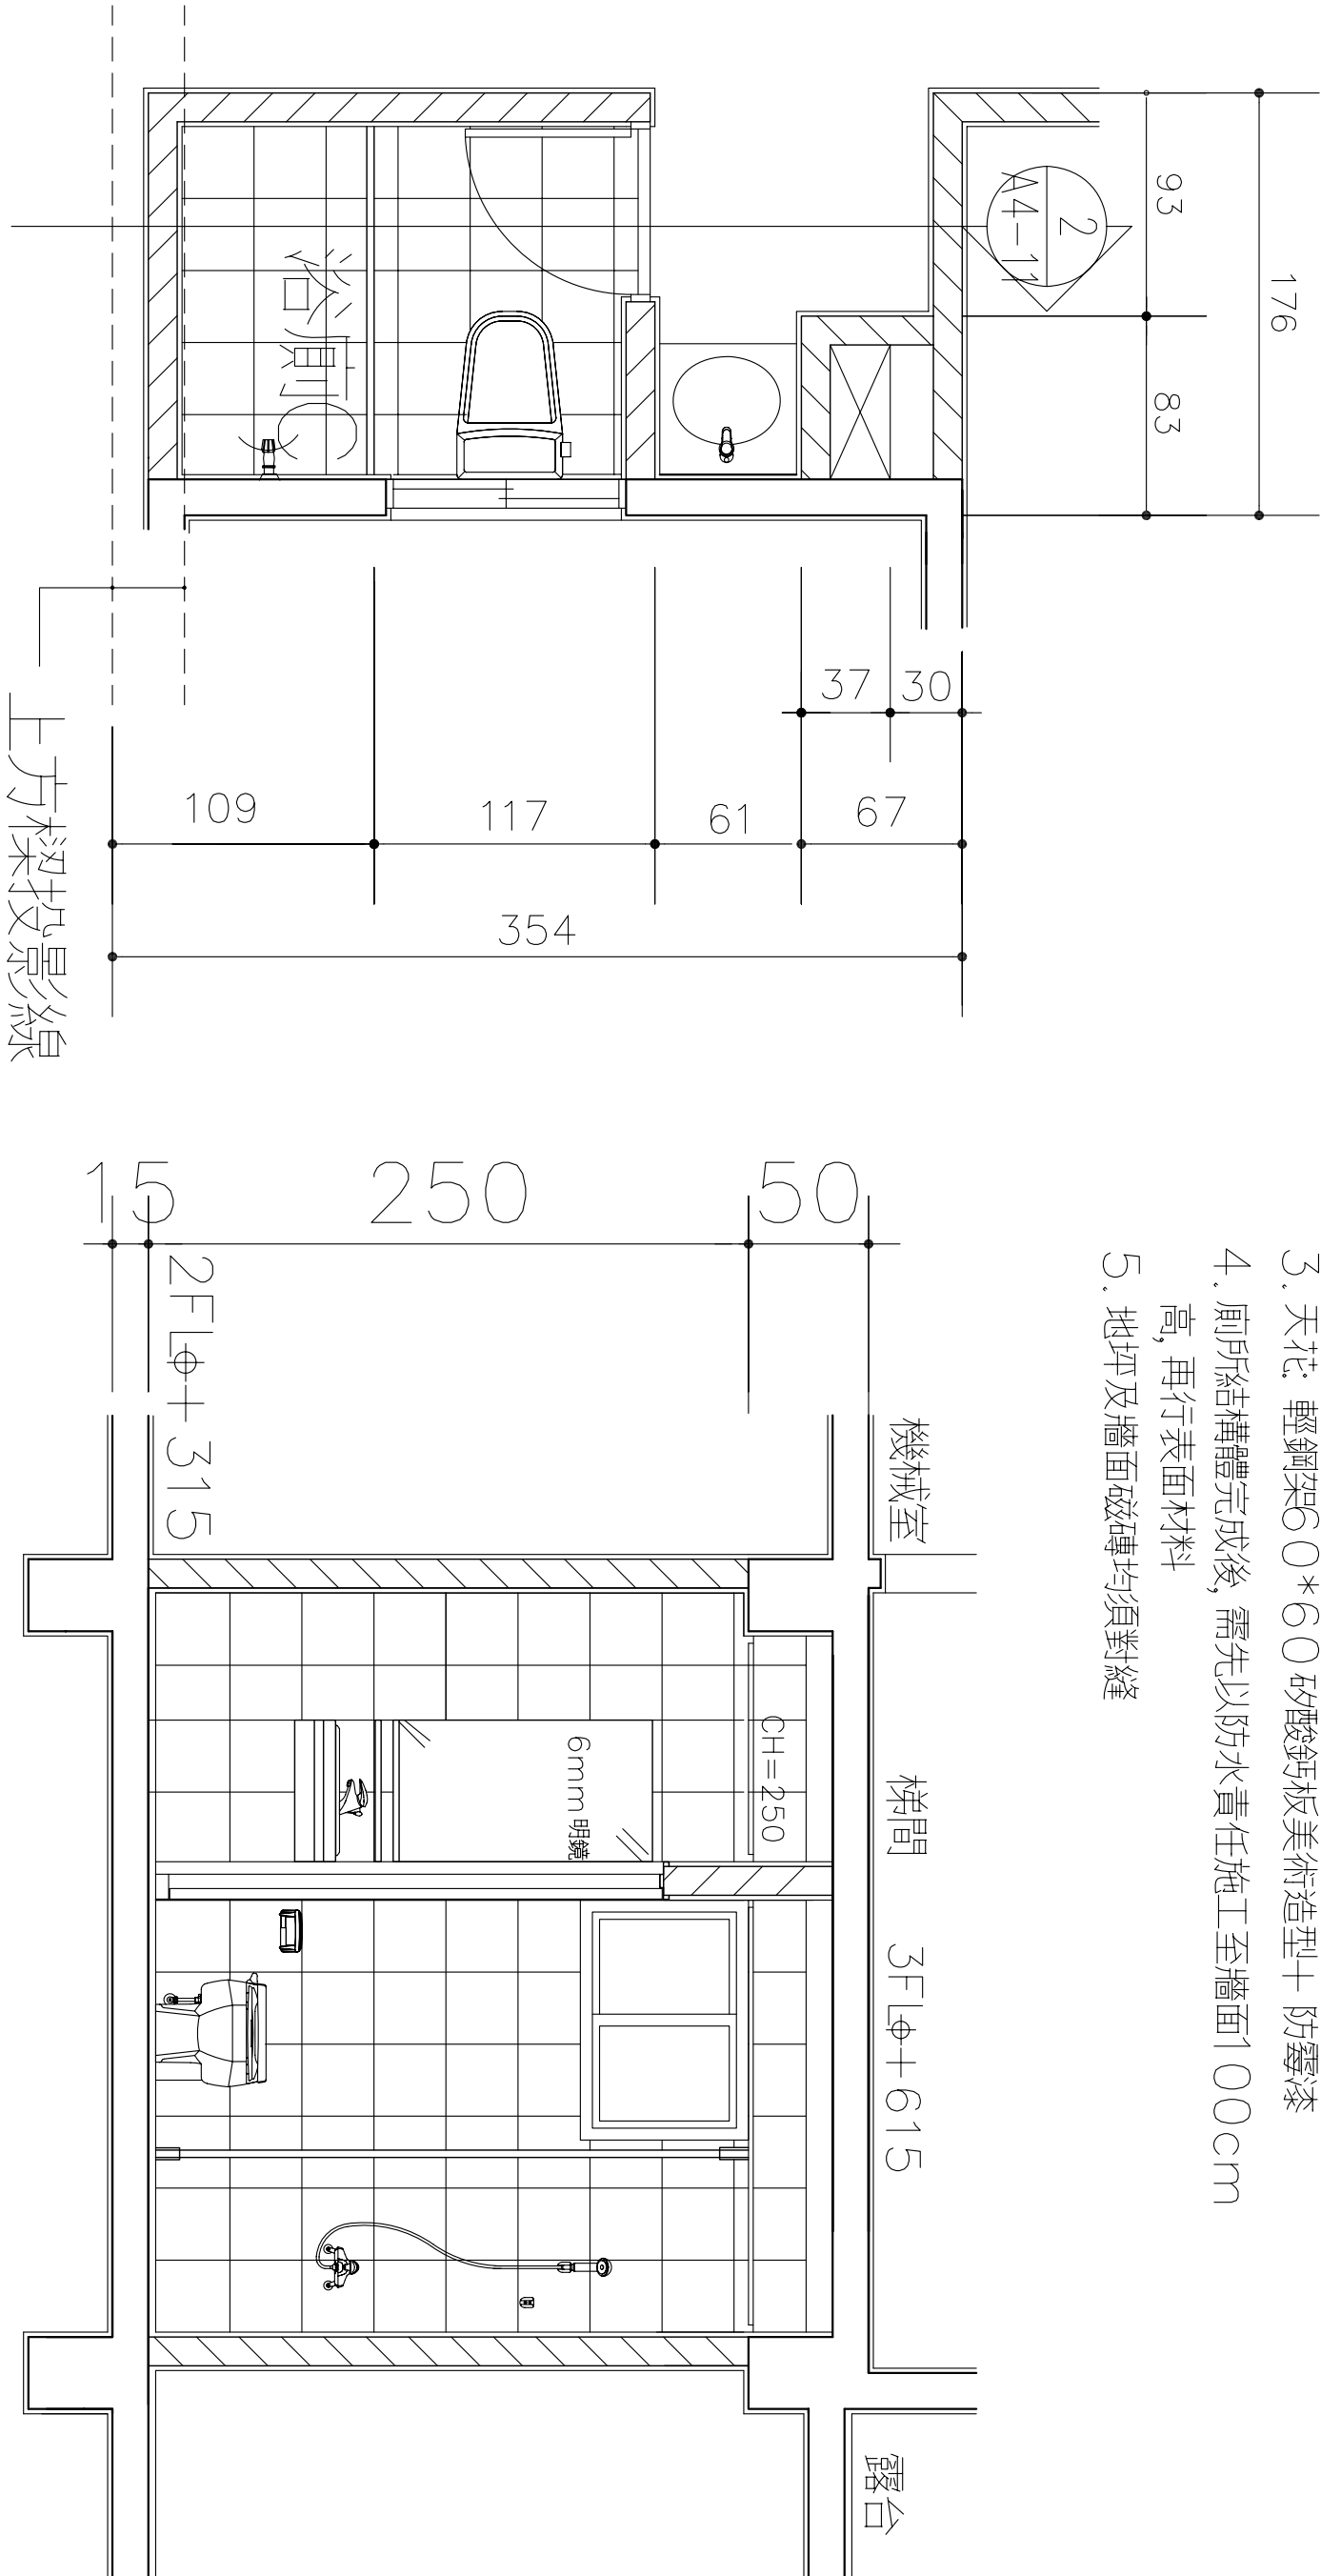 3. 天花: 輕鋼架60*60矽酸鈣板美術造型+ 防霉漆
4. 廁所結構體完成後, 需先以防水責任施工至牆面100cm
高, 再行表面材料
5. 地坪及牆面磁磚均須對縫
176
93
83
2
A4-11
浴廁C
37
30
109
117
61
67
354
上方樑投影線
15
250
50
2FL+315
機械室
梯間
3FL+615
露台
CH=250
6mm明鏡